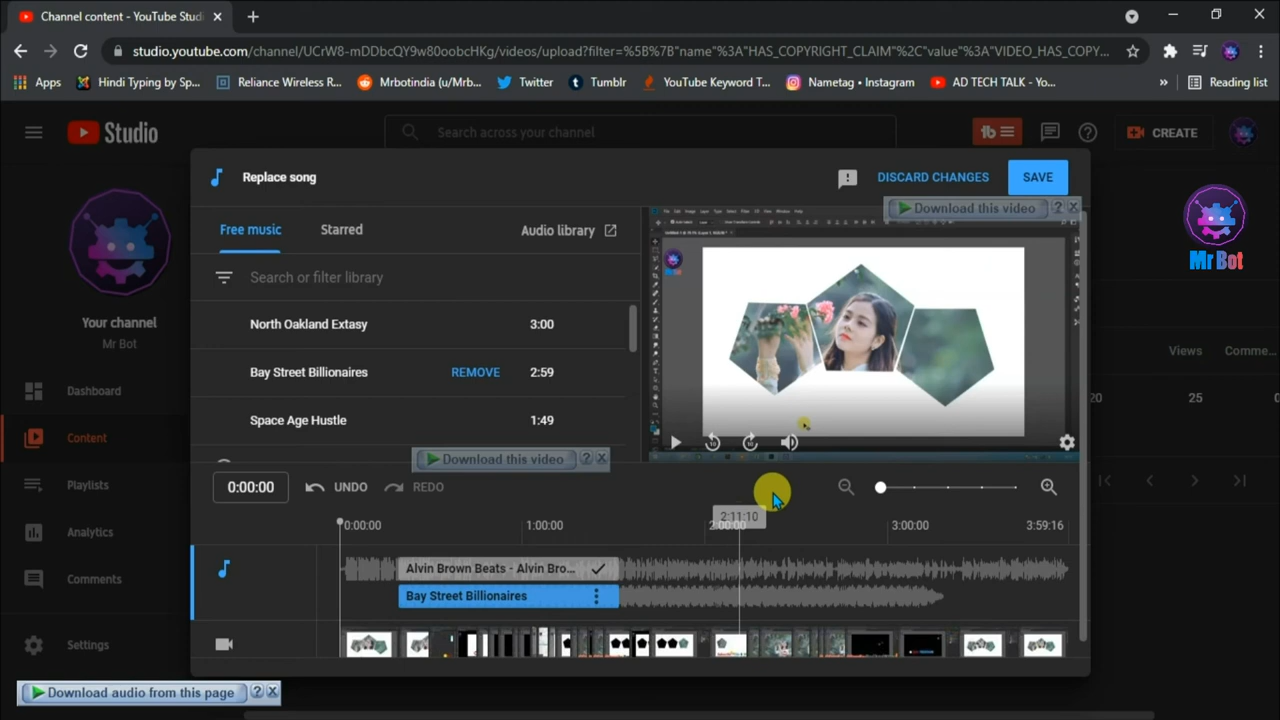 Channel content - YouTube Studi
studio.youtube.com/channel/UCrW8-mDDbcQY9w80oobcHKg/videos/upload?filter=%5B%7B"name"%3A"HAS_COPYRIGHT_CLAIM"%2C"value"%3A"VIDEO_HAS_COPY...
Apps
Hindi Typing by Sp...
Reliance Wireless R...
Mrbotindia (u/Mrb...
Twitter
Tumblr
YouTube Keyword T...
Nametag • Instagram
AD TECH TALK - Yo...
»
Reading list
Studio
Search across your channel
tb
CREATE
Replace song
DISCARD CHANGES
SAVE
Download this video
?
X
Mr Bot
Free music
Starred
Audio library
Search or filter library
North Oakland Extasy
3:00
Bay Street Billionaires
REMOVE
2:59
Space Age Hustle
1:49
Your channel
Mr Bot
Dashboard
Content
Playlists
Analytics
Comments
Settings
Views
Comme...
20
25
0
10
10
Download this video
?
X
0:00:00
UNDO
REDO
2:11:10
0:00:00
1:00:00
2:00:00
3:00:00
3:59:16
Alvin Brown Beats - Alvin Bro...
Bay Street Billionaires
Download audio from this page
?
X